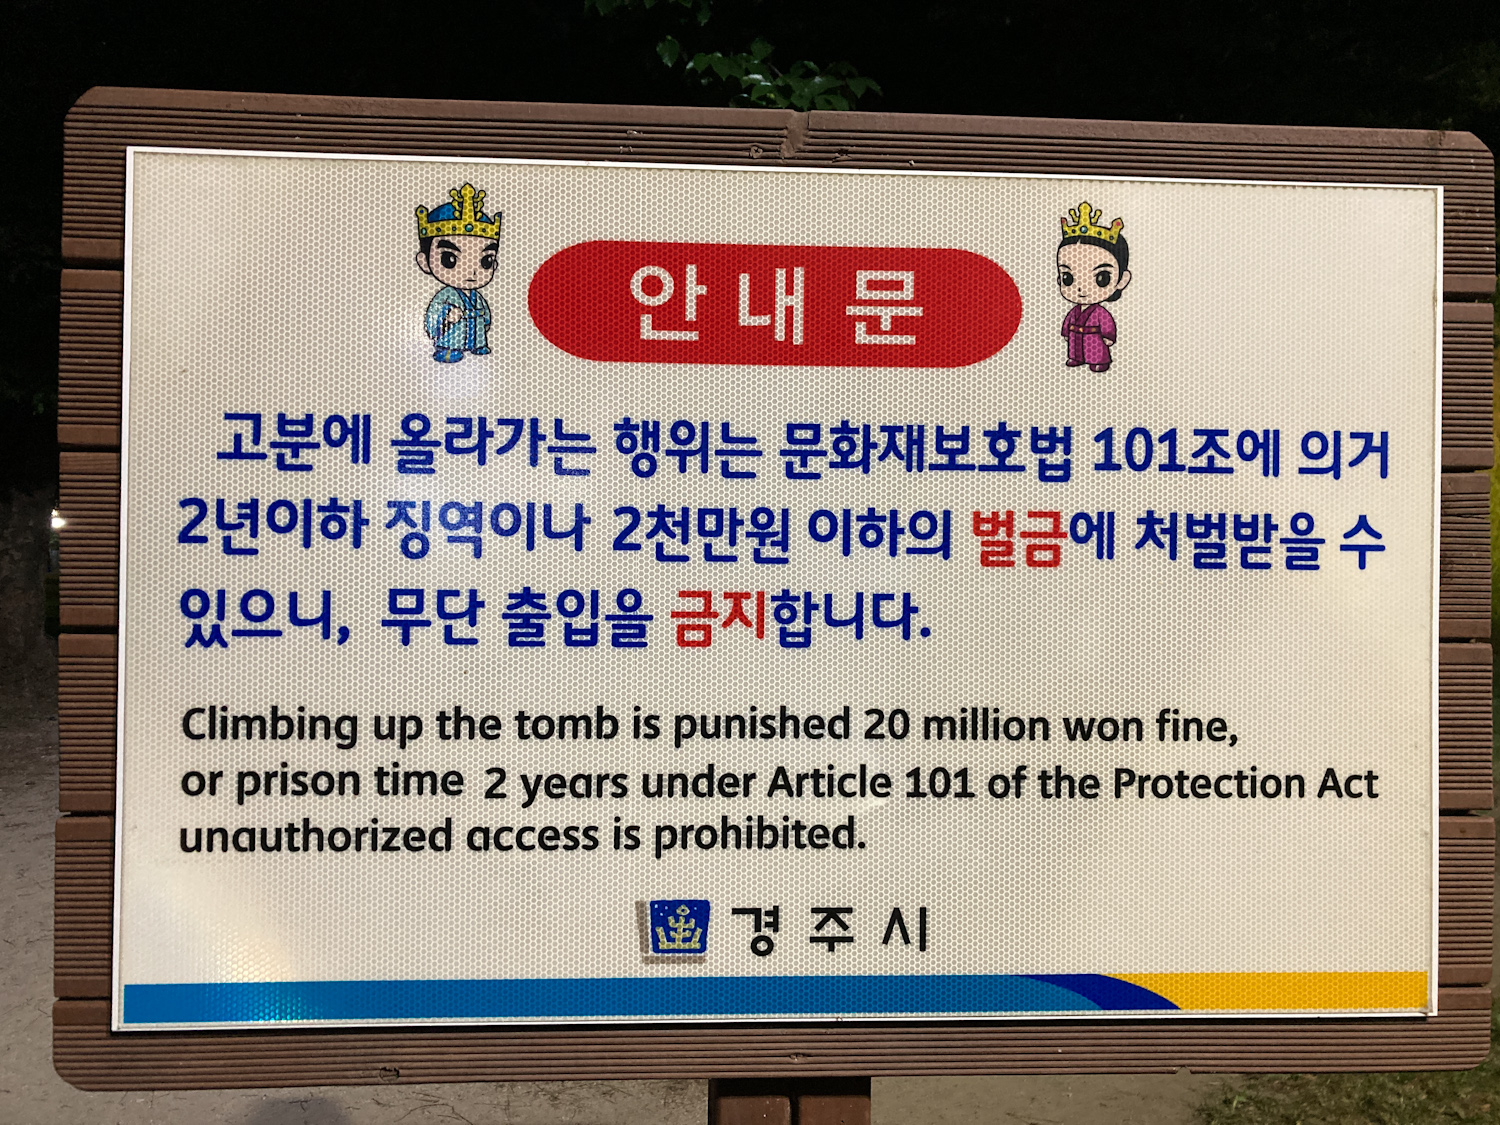 안내문
고분에 올라가는 행위는 문화재보호법 101조에 의거
2년이하 징역이나 2천만원 이하의 벌금에 처벌받을 수
있으니, 무단 출입을 금지합니다.
Climbing up the tomb is punished 20 million won fine,
or prison time 2 years under Article 101 of the Protection Act
unauthorized access is prohibited.
경주시